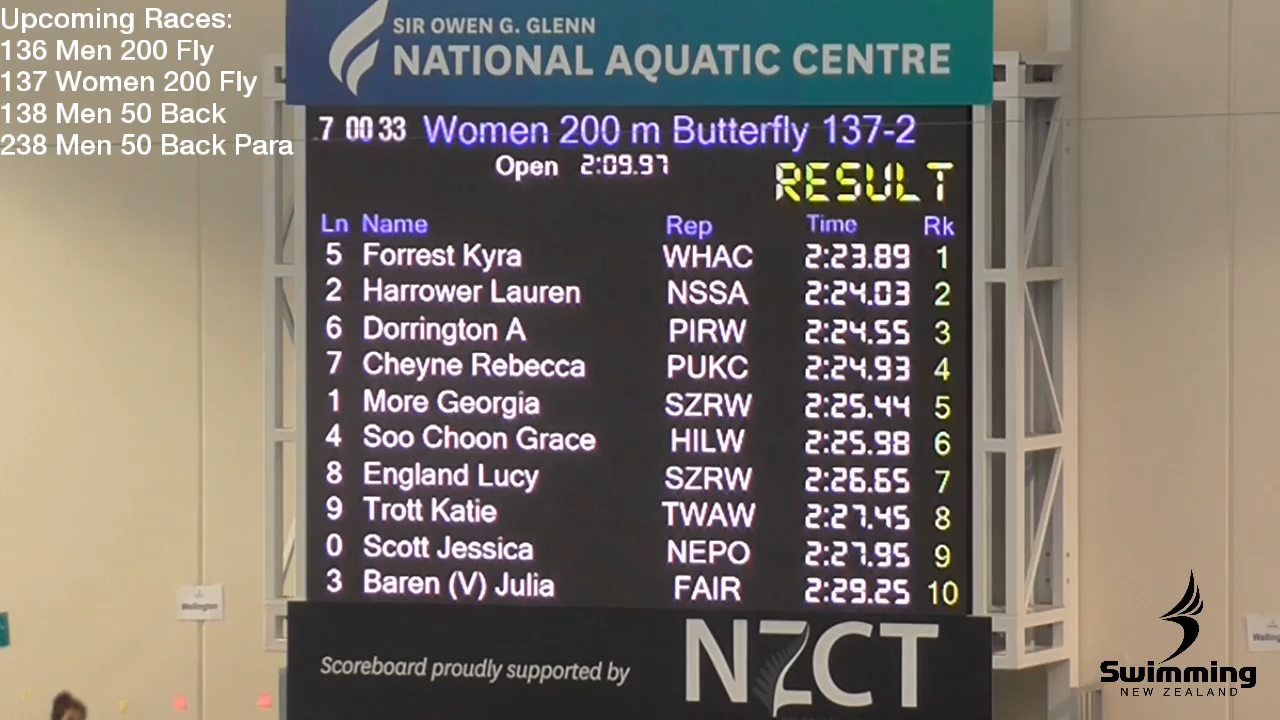 Upcoming Races:
136 Men 200 Fly
137 Women 200 Fly
138 Men 50 Back
238 Men 50 Back Para
SIR OWEN G. GLENN
NATIONAL AQUATIC CENTRE
7 00 33 Women 200 m Butterfly 137-2
Open 2:09.97
RESULT
Ln Name Rep Time Rk
5 Forrest Kyra WHAC 2:23.89 1
2 Harrower Lauren NSSA 2:24.03 2
6 Dorrington A PIRW 2:24.55 3
7 Cheyne Rebecca PUKC 2:24.93 4
1 More Georgia SZRW 2:25.44 5
4 Soo Choon Grace HILW 2:25.98 6
8 England Lucy SZRW 2:26.65 7
9 Trott Katie TWAW 2:27.45 8
0 Scott Jessica NEPO 2:27.95 9
3 Baren (V) Julia FAIR 2:29.25 10
Wellington
Scoreboard proudly supported by
NZCT
Swimming
NEW ZEALAND